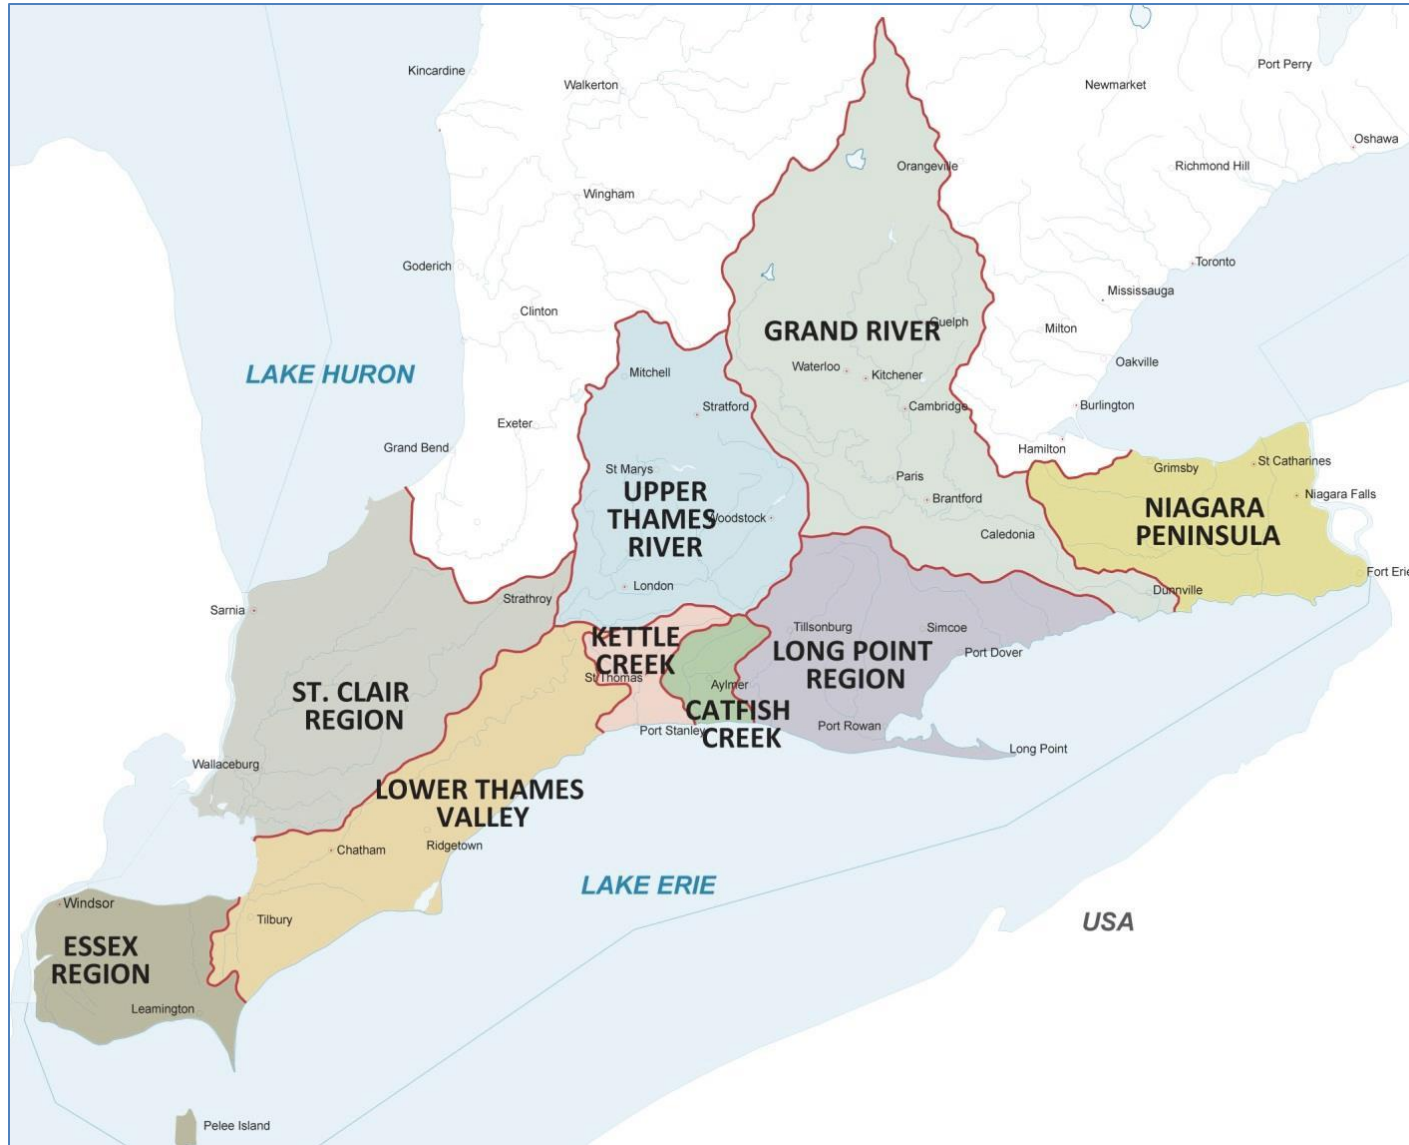 Kincardine
Walkerton
Newmarket
Port Perry
Oshawa
Orangeville
Richmond Hill
Wingham
Goderich
Toronto
Mississauga
Clinton
Guelph
Milton
GRAND RIVER
Oakville
LAKE HURON
Mitchell
Waterloo
Kitchener
Stratford
Cambridge
Burlington
Exeter
Grand Bend
Hamilton
Grimsby
St Catharines
St Marys
Paris
Brantford
Niagara Falls
UPPER
THAMES
RIVER
Woodstock
NIAGARA
PENINSULA
Caledonia
Fort Erie
London
Dunnville
Strathroy
Sarnia
KETTLE
CREEK
Tillsonburg
Simcoe
LONG POINT
REGION
Port Dover
St Thomas
Aylmer
ST. CLAIR
REGION
CATFISH
CREEK
Port Stanley
Port Rowan
Long Point
Wallaceburg
LOWER THAMES
VALLEY
Ridgetown
Chatham
LAKE ERIE
USA
Windsor
Tilbury
ESSEX
REGION
Leamington
Pelee Island